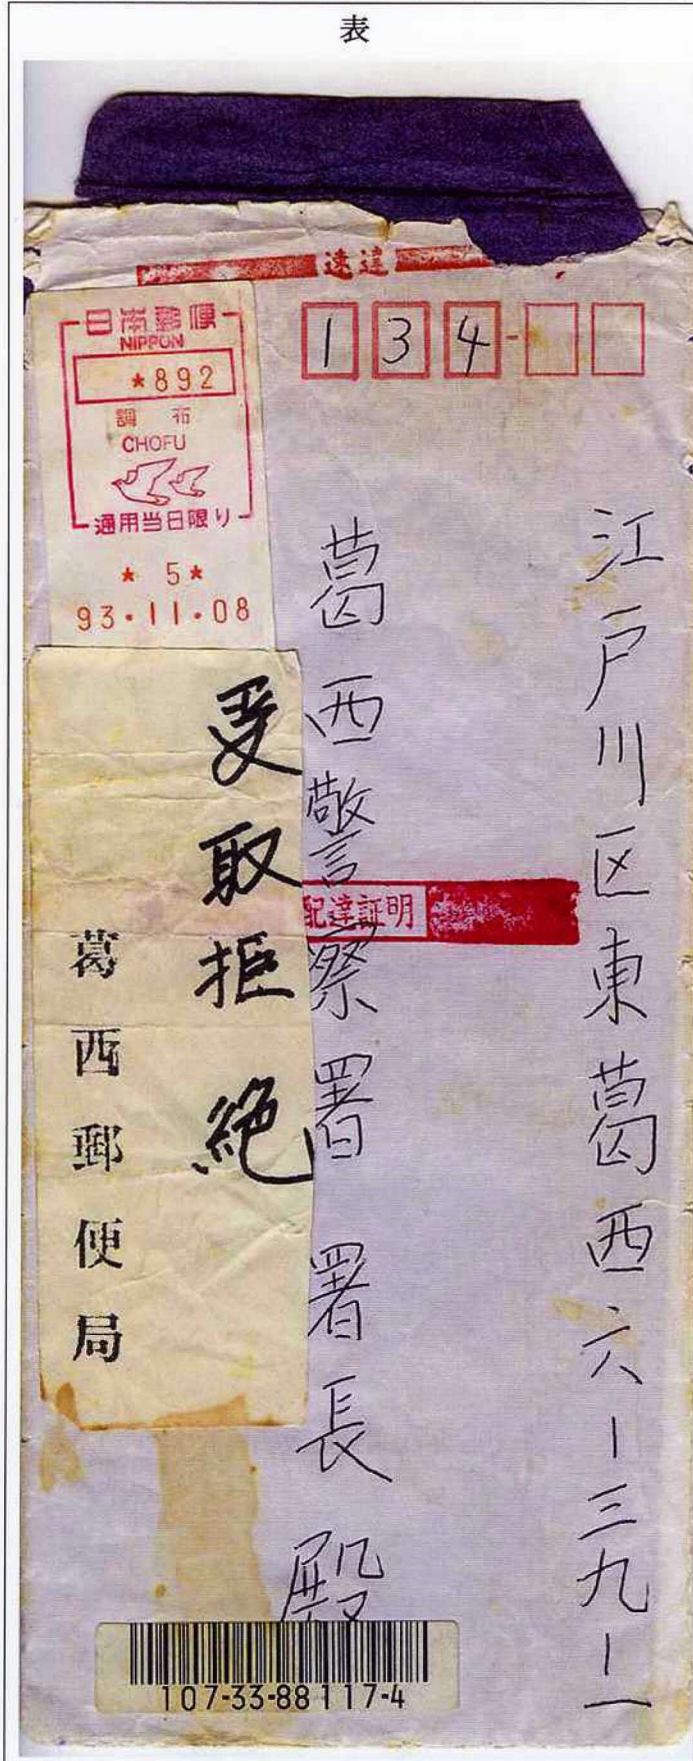 表
速達
日本郵便
NIPPON
*892
調布
CHOFU
通用当日限り
* 5*
93・11・08
134-
江戸川区東葛西六ー三九ー一
葛西警察署署長殿
配達証明
受取拒絶
葛西郵便局
107-33-88117-4